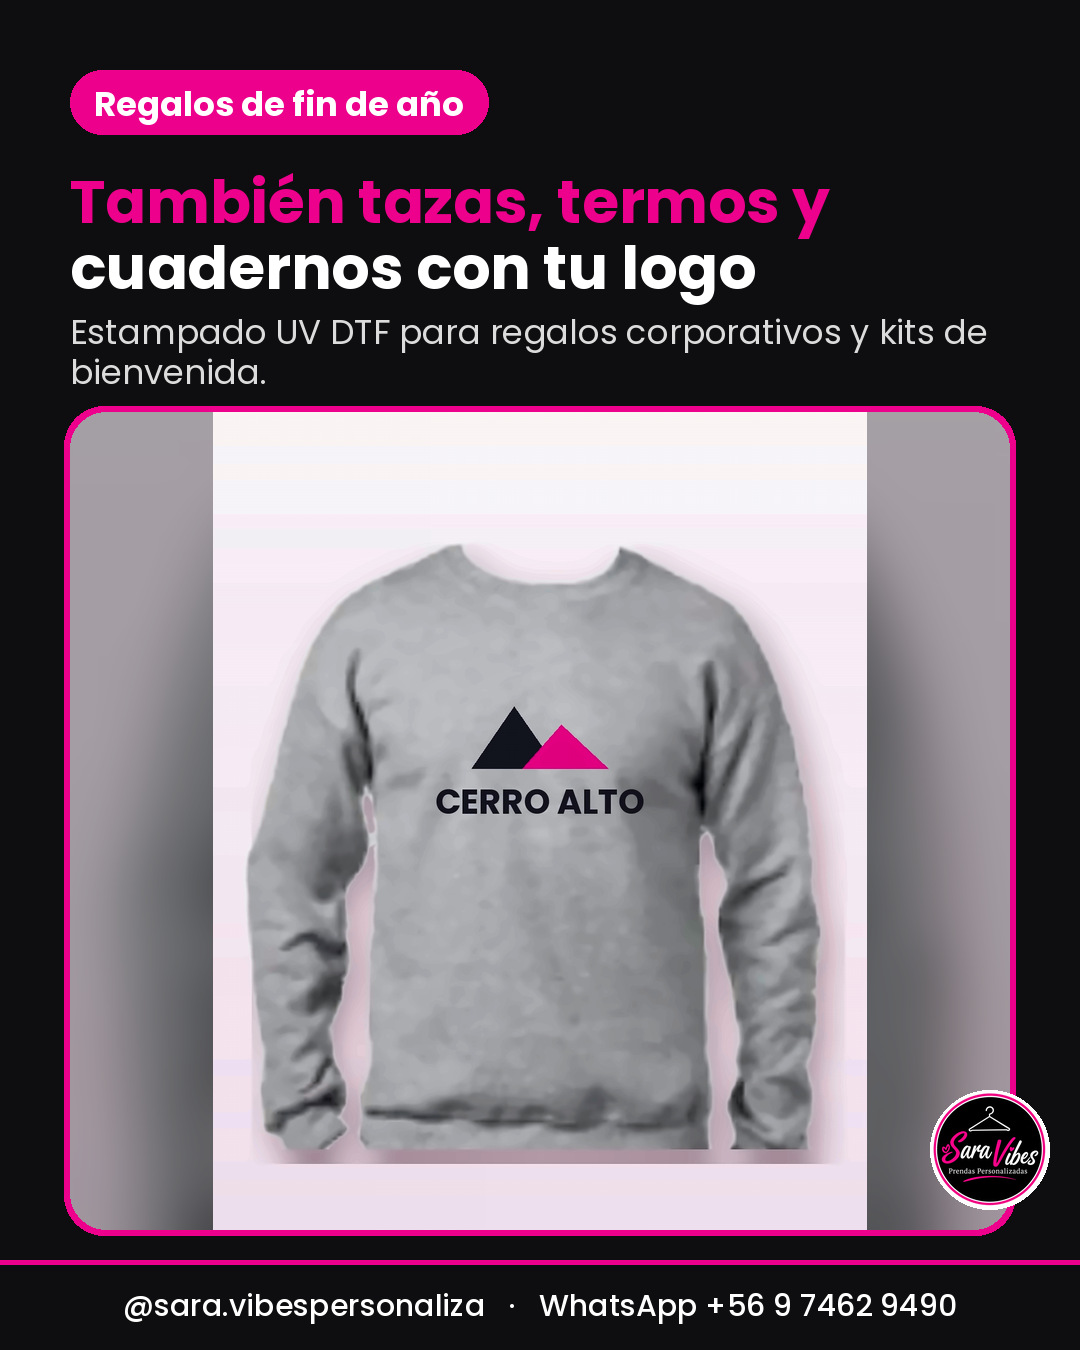 Regalos de fin de año
También tazas, termos y
cuadernos con tu logo
Estampado UV DTF para regalos corporativos y kits de
bienvenida.
CERRO ALTO
Sara Vibes
Prendas Personalizadas
@sara.vibespersonaliza · WhatsApp +56 9 7462 9490